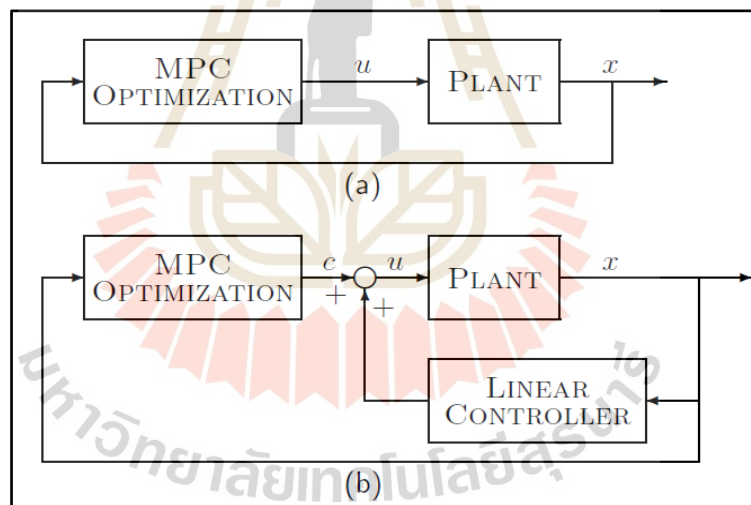 MPC
OPTIMIZATION
u
PLANT
x
(a)
MPC
OPTIMIZATION
c
+
u
+
PLANT
x
LINEAR
CONTROLLER
มหาวิทยาลัยเทคโนโลยีสุรนารี
(b)